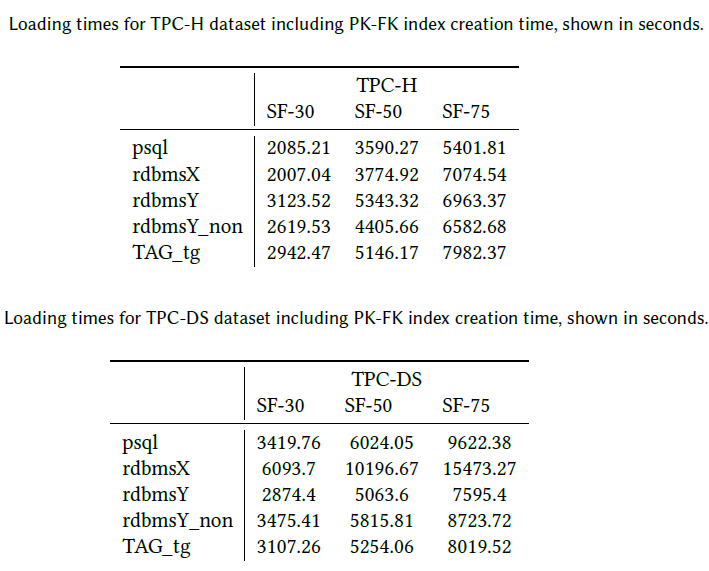 Loading times for TPC-H dataset including PK-FK index creation time, shown in seconds.
TPC-H
SF-30 SF-50 SF-75
psql 2085.21 3590.27 5401.81
rdbmsX 2007.04 3774.92 7074.54
rdbmsY 3123.52 5343.32 6963.37
rdbmsY_non 2619.53 4405.66 6582.68
TAG_tg 2942.47 5146.17 7982.37
Loading times for TPC-DS dataset including PK-FK index creation time, shown in seconds.
TPC-DS
SF-30 SF-50 SF-75
psql 3419.76 6024.05 9622.38
rdbmsX 6093.7 10196.67 15473.27
rdbmsY 2874.4 5063.6 7595.4
rdbmsY_non 3475.41 5815.81 8723.72
TAG_tg 3107.26 5254.06 8019.52